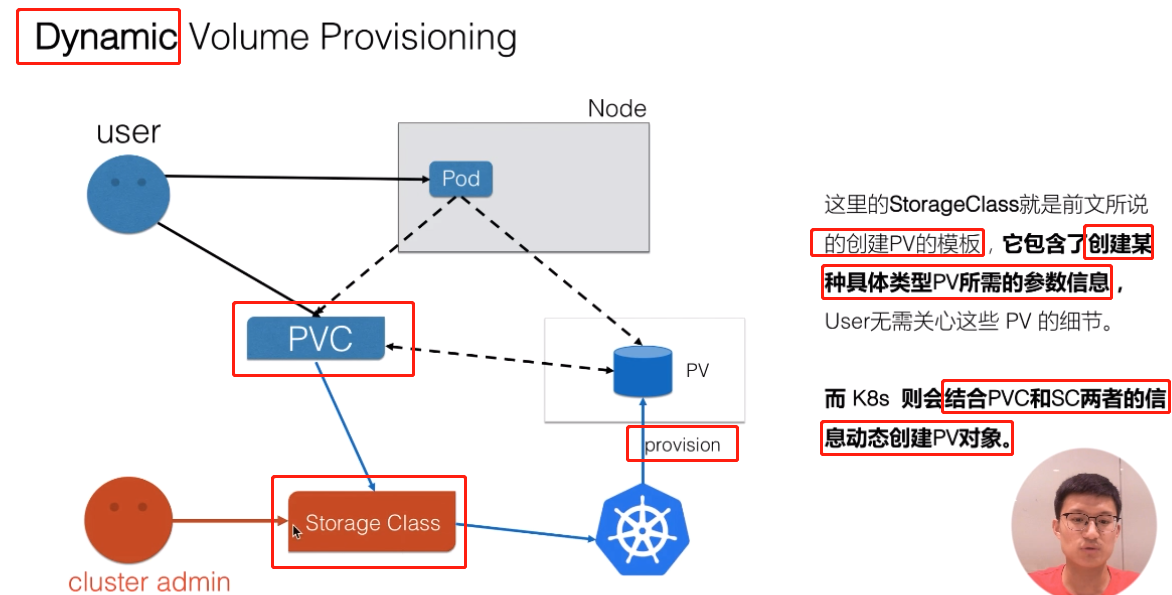 Dynamic Volume Provisioning
user
Node
Pod
PVC
PV
provision
Storage Class
cluster admin
这里的StorageClass就是前文所说
的创建PV的模板，它包含了创建某
种具体类型PV所需的参数信息，
User无需关心这些 PV 的细节。
而 K8s 则会结合PVC和SC两者的信
息动态创建PV对象。